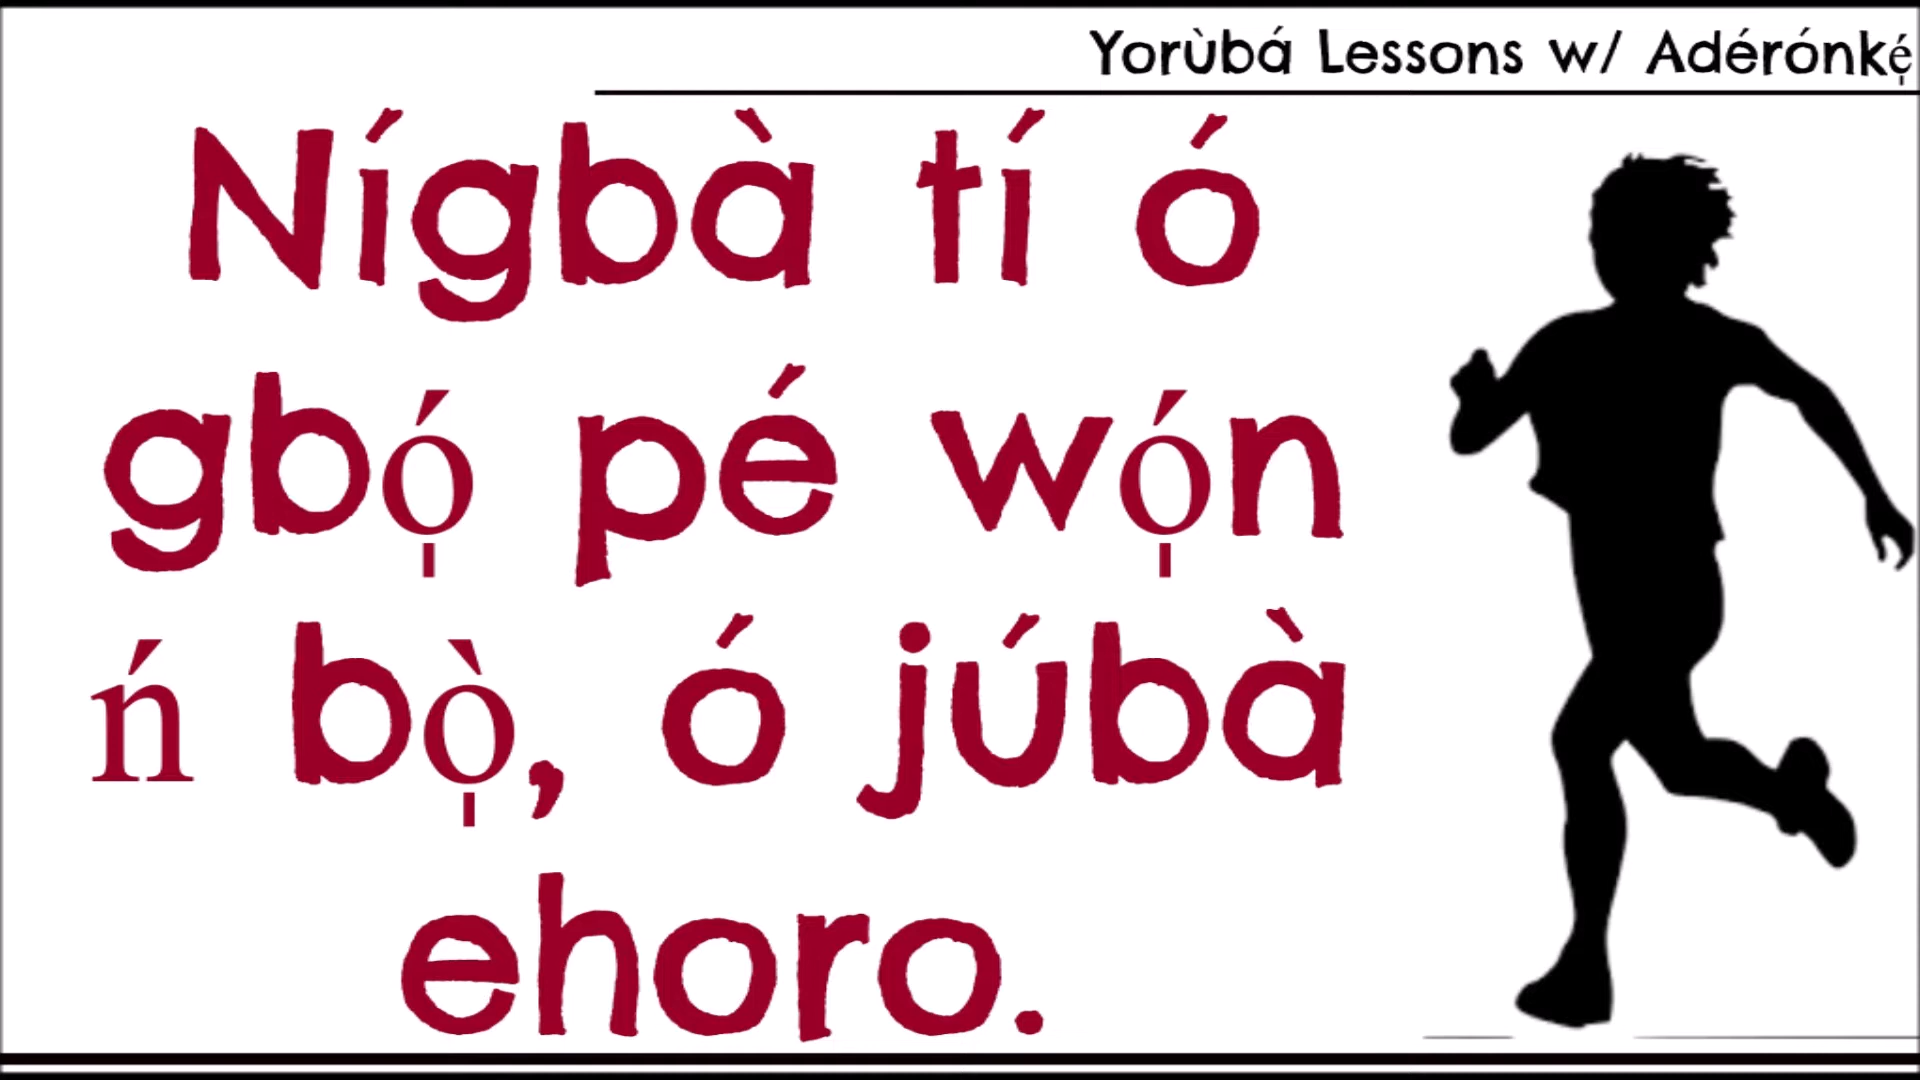 Yorùbá Lessons w/ Adérónkẹ́
Nígbà tí ó
gbọ́ pé wọ́n
ń bọ̀, ó júbà
ehoro.